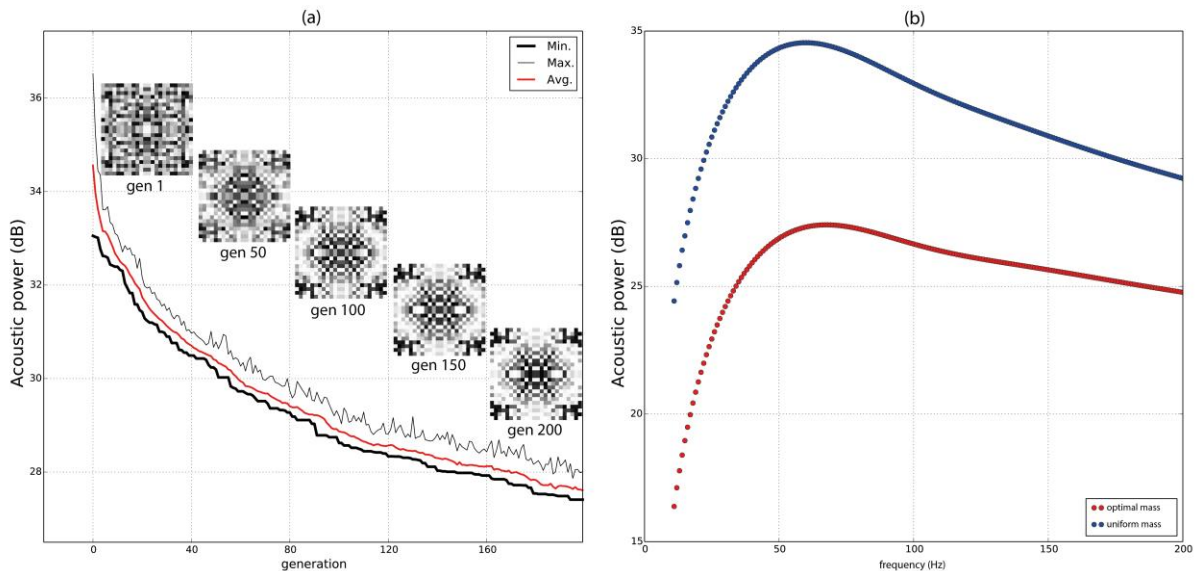 (a)
Min.
Max.
Avg.
Acoustic power (dB)
36
34
32
30
28
gen 1
gen 50
gen 100
gen 150
gen 200
0
40
80
120
160
generation
(b)
Acoustic power (dB)
35
30
25
20
15
optimal mass
uniform mass
0
50
100
150
200
frequency (Hz)